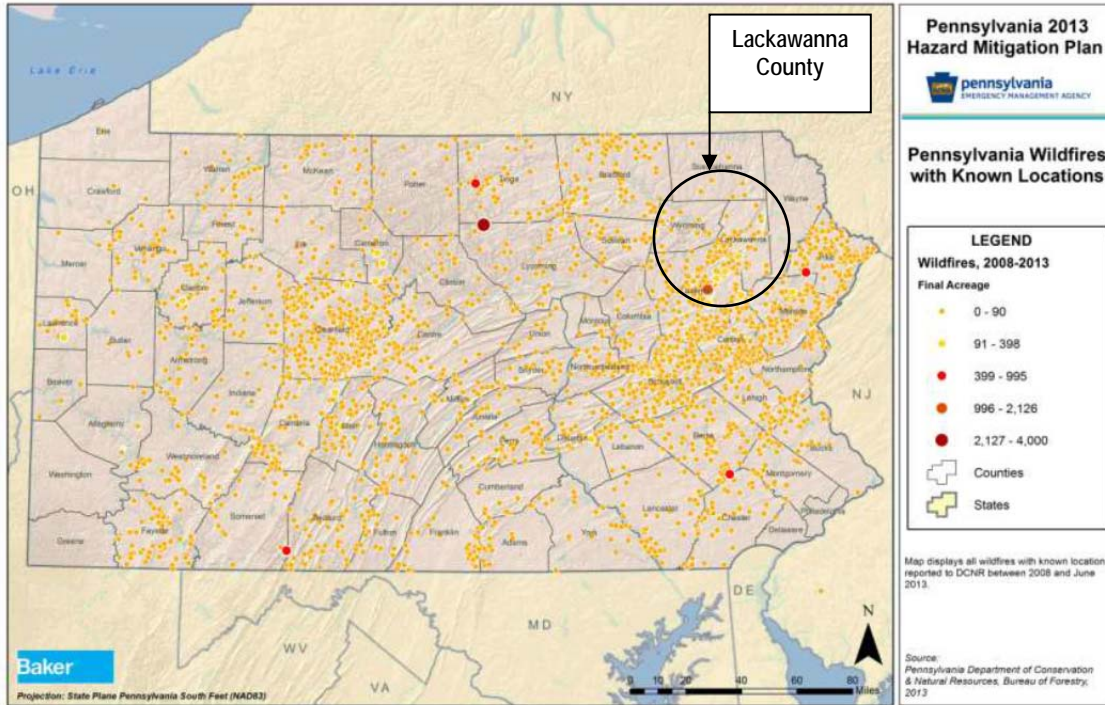 Lackawanna
County
Pennsylvania 2013
Hazard Mitigation Plan
pennsylvania
EMERGENCY MANAGEMENT AGENCY
Pennsylvania Wildfires
with Known Locations
LEGEND
Wildfires, 2008-2013
Final Acreage
0 - 90
91 - 398
399 - 995
996 - 2,126
2,127 - 4,000
Counties
States
Map displays all wildfires with known location
reported to DCNR between 2008 and June
2013.
Source:
Pennsylvania Department of Conservation
& Natural Resources, Bureau of Forestry,
2013
Lake Erie
NY
OH
NJ
DE
MD
WV
VA
Erie
Crawford
Warren
McKean
Potter
Tioga
Bradford
Susquehanna
Wayne
Wyoming
Lackawanna
Pike
Mercer
Venango
Forest
Elk
Cameron
Clinton
Lycoming
Sullivan
Columbia
Monroe
Lawrence
Butler
Clarion
Jefferson
Clearfield
Centre
Union
Carbon
Northampton
Beaver
Armstrong
Indiana
Snyder
Northumberland
Schuylkill
Lehigh
Allegheny
Westmoreland
Cambria
Blair
Huntingdon
Mifflin
Juniata
Perry
Dauphin
Lebanon
Berks
Bucks
Montgomery
Washington
Greene
Fayette
Somerset
Bedford
Fulton
Franklin
Cumberland
Adams
York
Lancaster
Chester
Delaware
Philadelphia
N
0 10 20 40 60 80
Miles
Baker
Projection: State Plane Pennsylvania South Feet (NAD83)